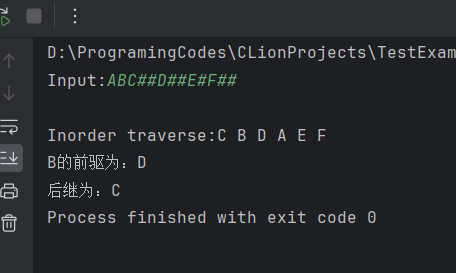 D:\ProgramingCodes\CLionProjects\TestExam
Input:ABC##D##E#F##
Inorder traverse:C B D A E F
B的前驱为：D
后继为：C
Process finished with exit code 0